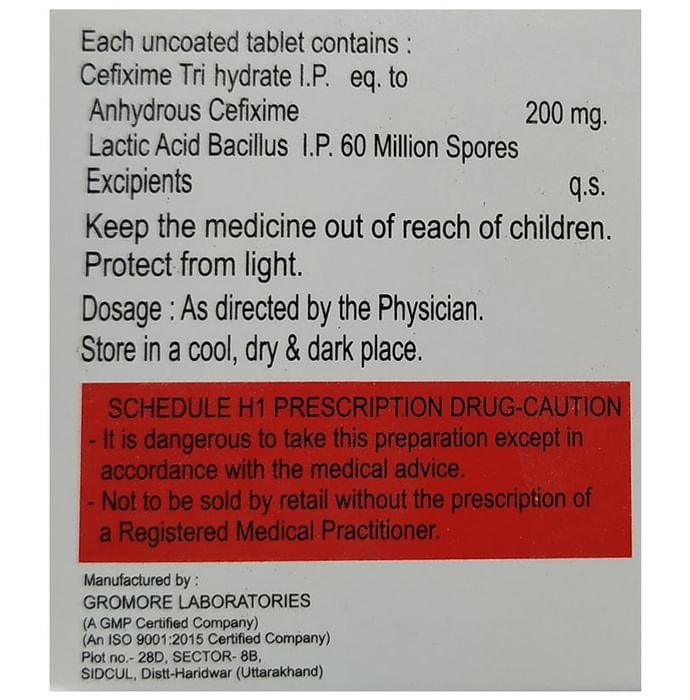 Each uncoated tablet contains :
Cefixime Tri hydrate I.P. eq. to
Anhydrous Cefixime 200 mg.
Lactic Acid Bacillus I.P. 60 Million Spores
Excipients q.s.
Keep the medicine out of reach of children.
Protect from light.
Dosage : As directed by the Physician.
Store in a cool, dry & dark place.
SCHEDULE H1 PRESCRIPTION DRUG-CAUTION
- It is dangerous to take this preparation except in
accordance with the medical advice.
- Not to be sold by retail without the prescription of
a Registered Medical Practitioner.
Manufactured by :
GROMORE LABORATORIES
(A GMP Certified Company)
(An ISO 9001:2015 Certified Company)
Plot no.- 28D, SECTOR- 8B,
SIDCUL, Distt-Haridwar (Uttarakhand)